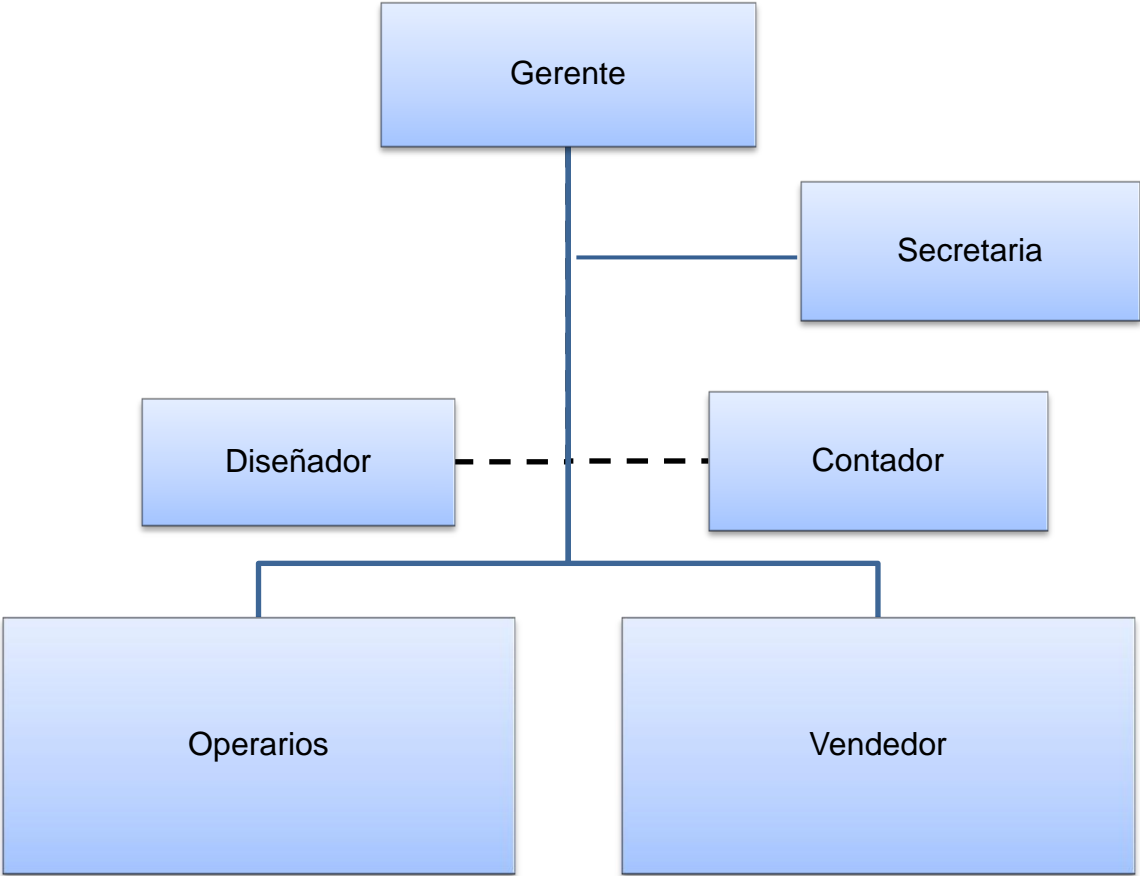 Gerente
Secretaria
Diseñador
Contador
Operarios
Vendedor